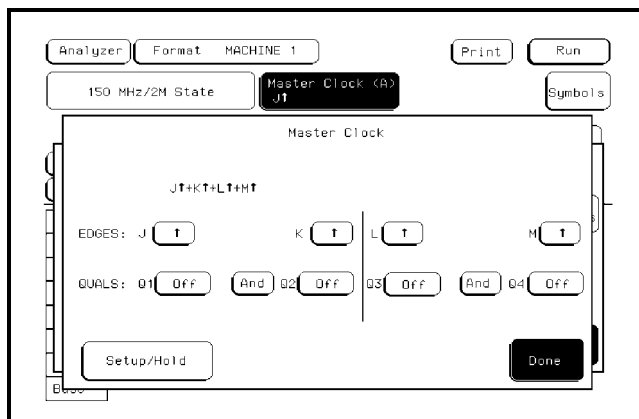 Analyzer Format MACHINE 1 Print Run
150 MHz/2M State Master Clock (A) Symbols
J↑
Master Clock
J↑+K↑+L↑+M↑
EDGES: J ↑ K ↑ L ↑ M ↑
QUALS: Q1 Off And Q2 Off Q3 Off And Q4 Off
Setup/Hold Done